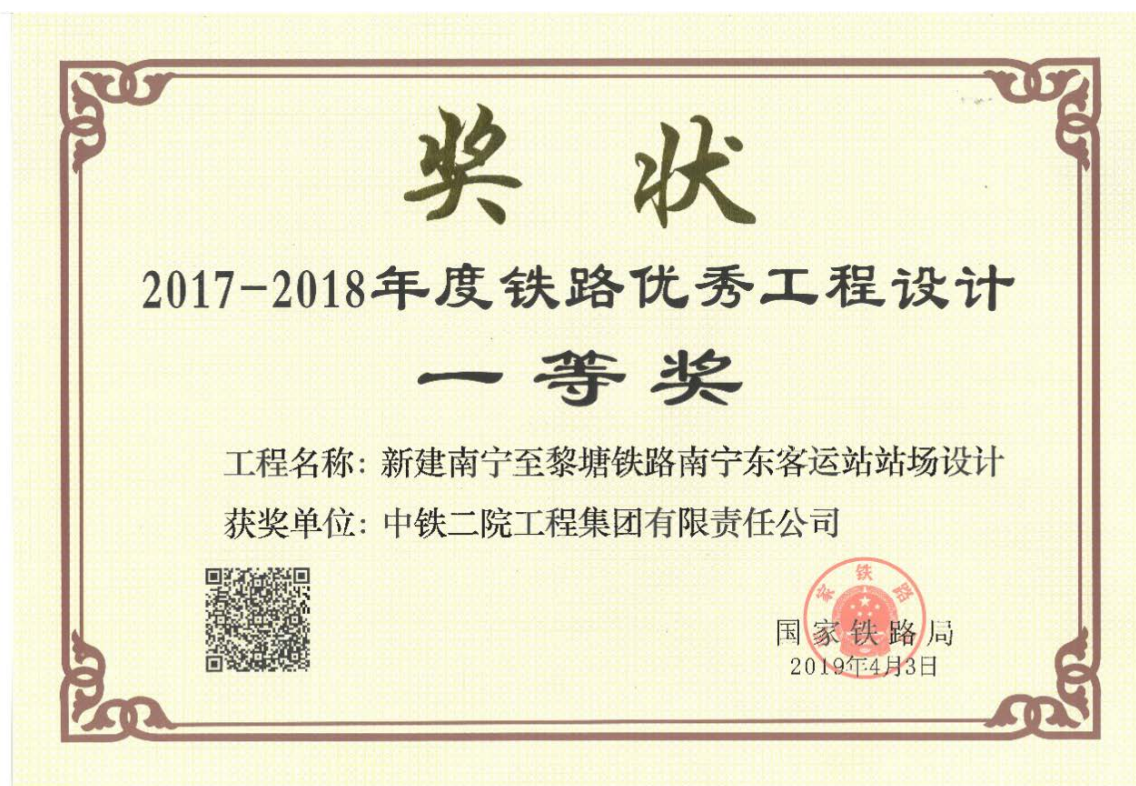 奖状
2017-2018年度铁路优秀工程设计
一等奖
工程名称：新建南宁至黎塘铁路南宁东客运站站场设计
获奖单位：中铁二院工程集团有限责任公司
国家铁路局
2019年4月3日